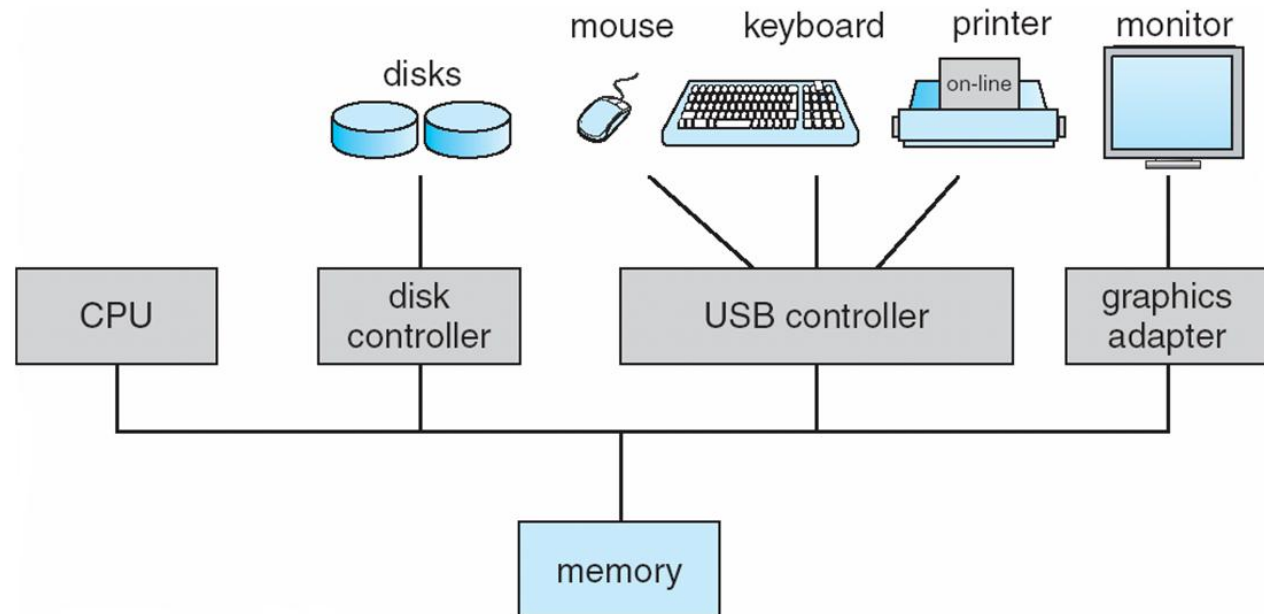 mouse
keyboard
printer
monitor
disks
on-line
CPU
disk
controller
USB controller
graphics
adapter
memory